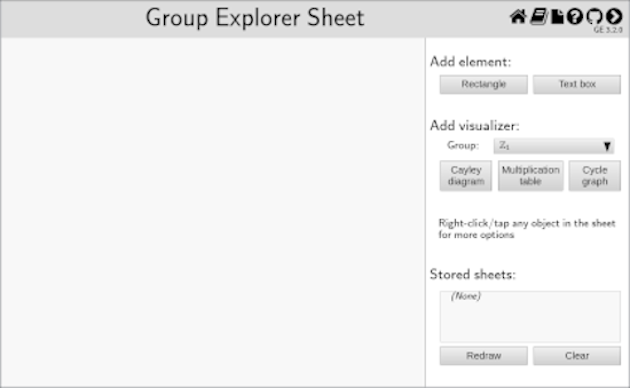 Group Explorer Sheet
GE 3.2.0
Add element:
Rectangle Text box
Add visualizer:
Group: ℤ₁
Cayley diagram
Multiplication table
Cycle graph
Right-click/tap any object in the sheet
for more options
Stored sheets:
(None)
Redraw Clear